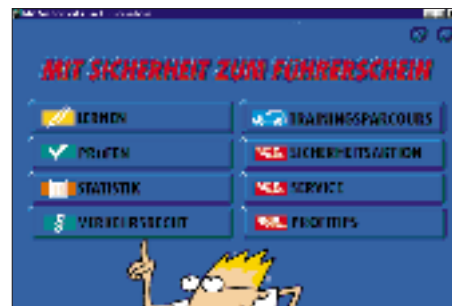 MIT SICHERHEIT ZUM FÜHRERSCHEIN
LERNEN
TRAININGSPARCOURS
PRÜFEN
SICHERHEITSAKTION
STATISTIK
SERVICE
VERKEHRSRECHT
PROFITIPS